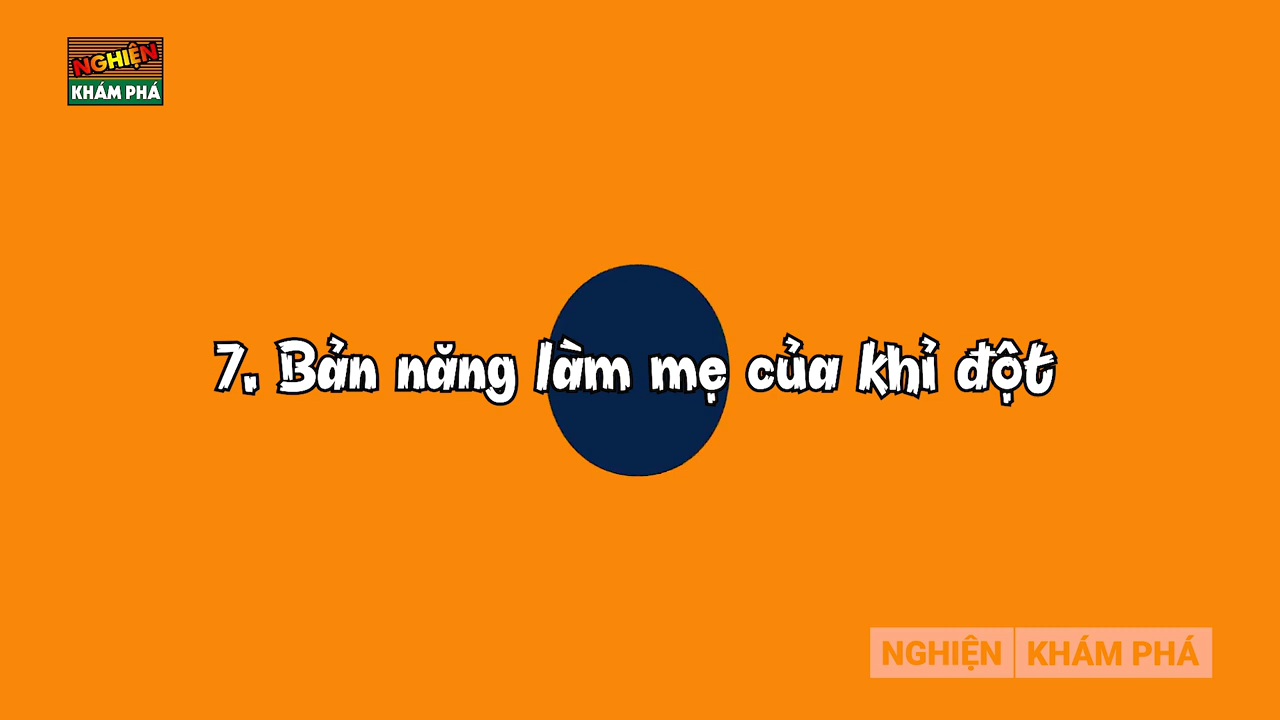 NGHIỆN
KHÁM PHÁ
7. Bản năng làm mẹ của khỉ đột
NGHIỆN KHÁM PHÁ